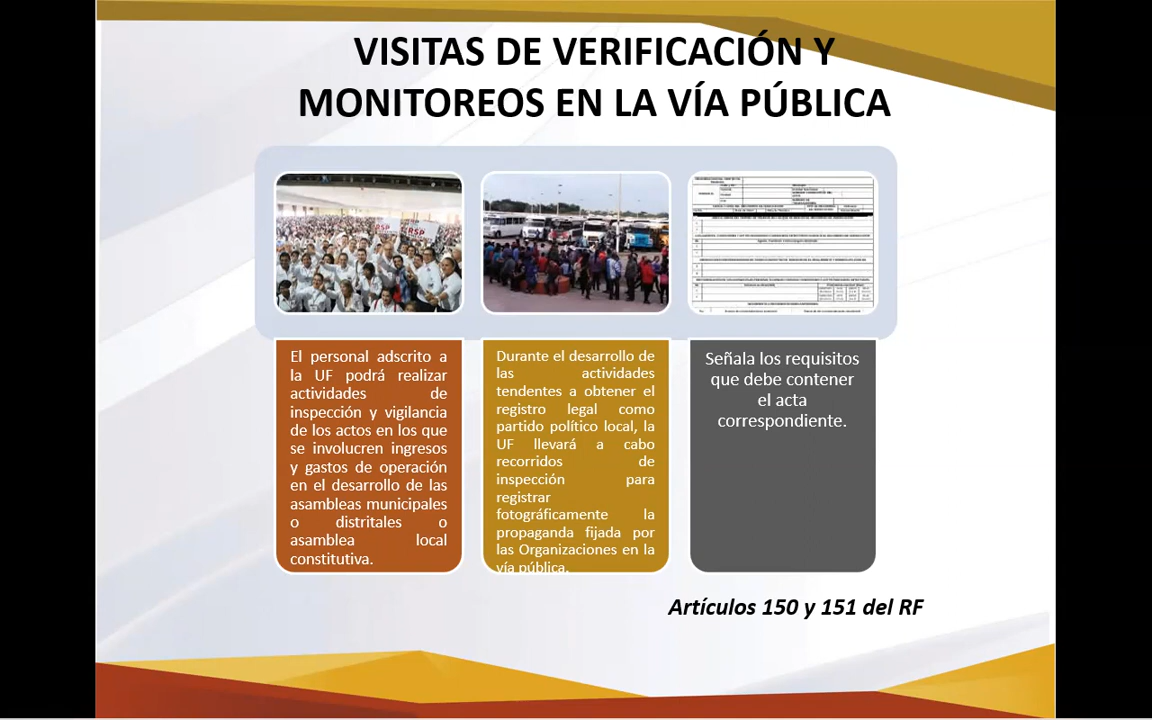 VISITAS DE VERIFICACIÓN Y
MONITOREOS EN LA VÍA PÚBLICA
El personal adscrito a
la UF podrá realizar
actividades de
inspección y vigilancia
de los actos en los que
se involucren ingresos
y gastos de operación
en el desarrollo de las
asambleas municipales
o distritales o
asamblea local
constitutiva.
Durante el desarrollo de
las actividades
tendentes a obtener el
registro legal como
partido político local, la
UF llevará a cabo
recorridos de
inspección para
registrar
fotográficamente la
propaganda fijada por
las Organizaciones en la
vía pública.
Señala los requisitos
que debe contener
el acta
correspondiente.
Artículos 150 y 151 del RF